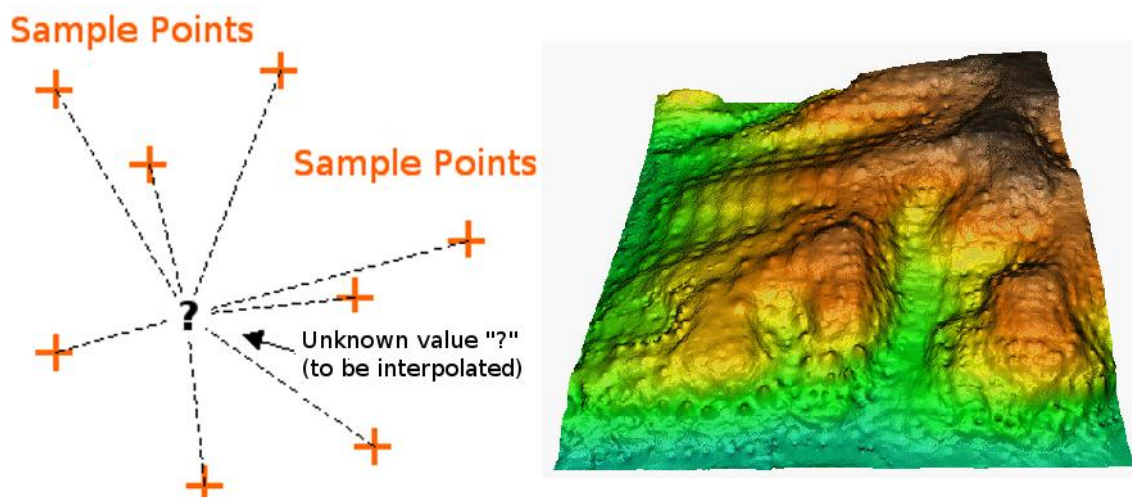 Sample Points
Sample Points
?
Unknown value "?"
(to be interpolated)